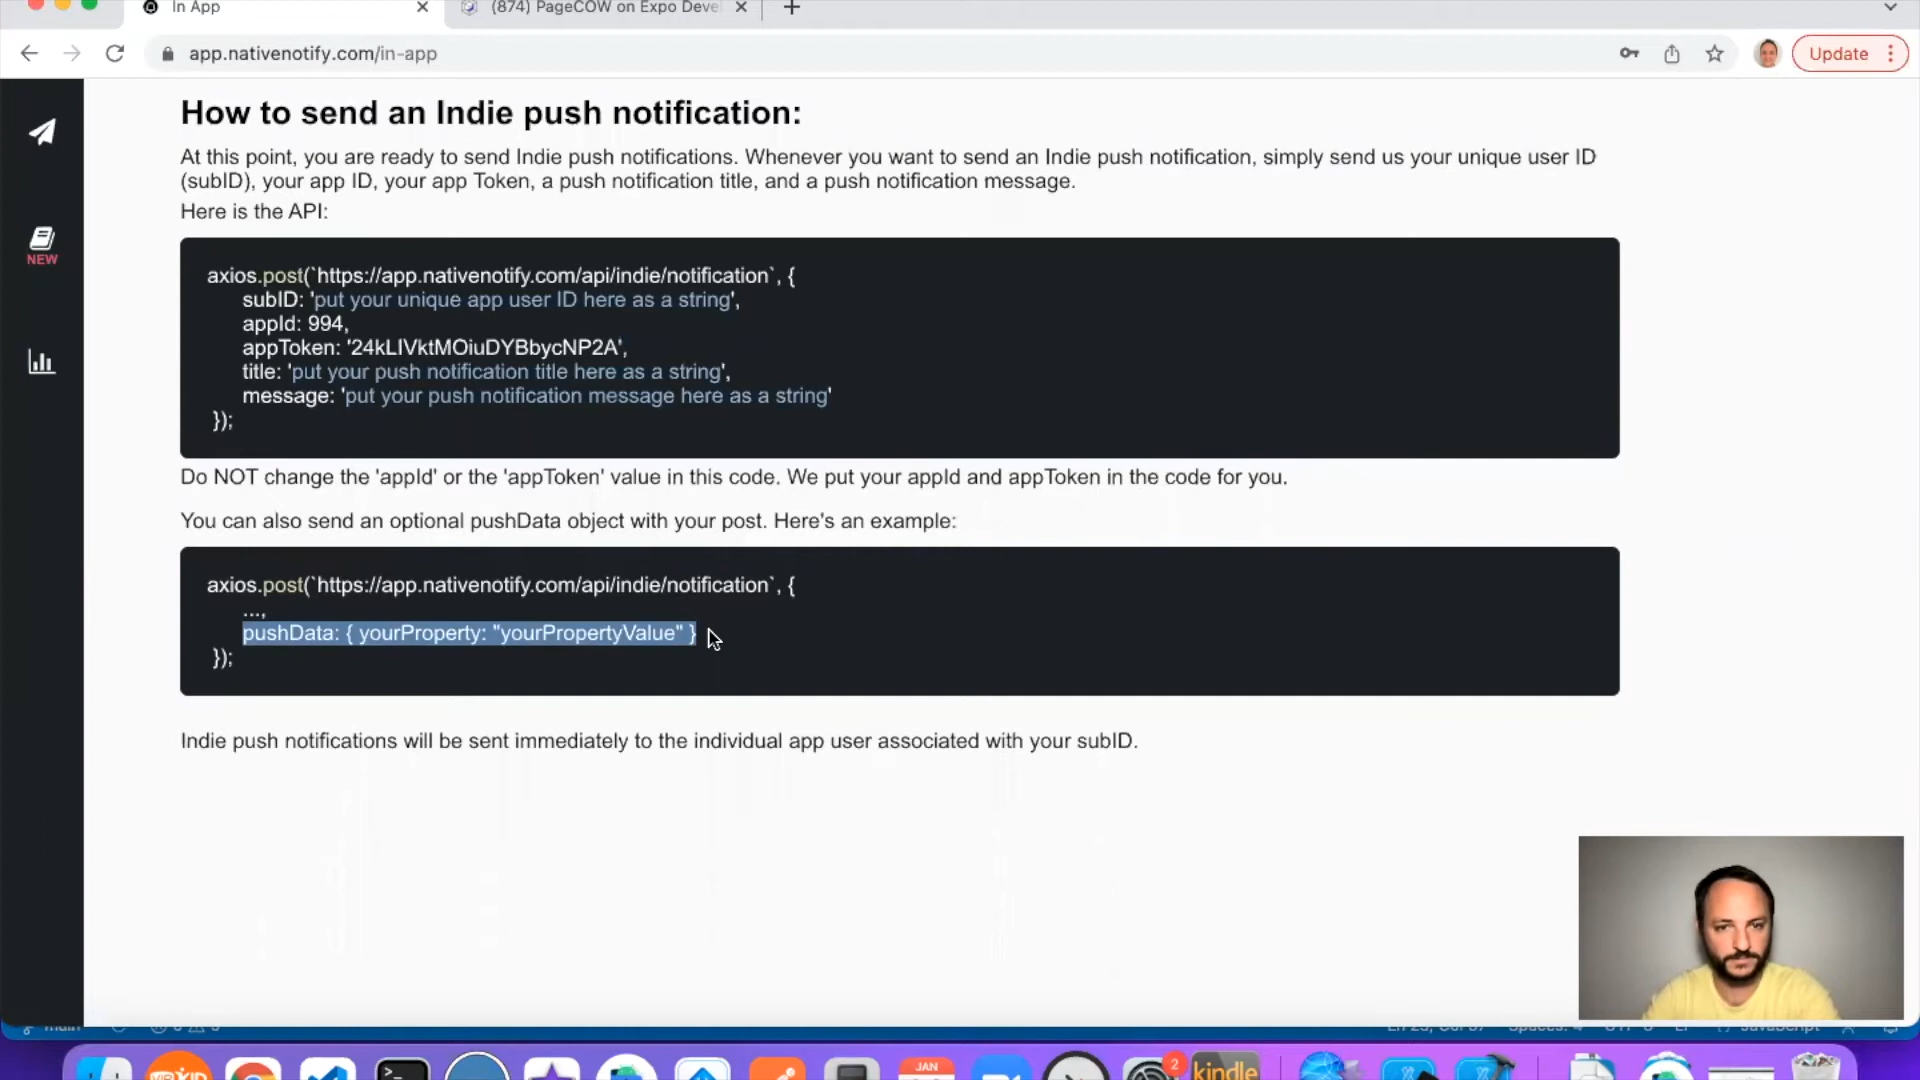 In App
(874) PageCOW on Expo Deve
app.nativenotify.com/in-app
Update
How to send an Indie push notification:
At this point, you are ready to send Indie push notifications. Whenever you want to send an Indie push notification, simply send us your unique user ID
(subID), your app ID, your app Token, a push notification title, and a push notification message.
Here is the API:
NEW
axios.post(`https://app.nativenotify.com/api/indie/notification`, {
subID: 'put your unique app user ID here as a string',
appId: 994,
appToken: '24kLIVktMOiuDYBbycNP2A',
title: 'put your push notification title here as a string',
message: 'put your push notification message here as a string'
});
Do NOT change the 'appId' or the 'appToken' value in this code. We put your appId and appToken in the code for you.
You can also send an optional pushData object with your post. Here's an example:
axios.post(`https://app.nativenotify.com/api/indie/notification`, {
...,
pushData: { yourProperty: "yourPropertyValue" }
});
Indie push notifications will be sent immediately to the individual app user associated with your subID.
JavaScript
JAN
2
kindle